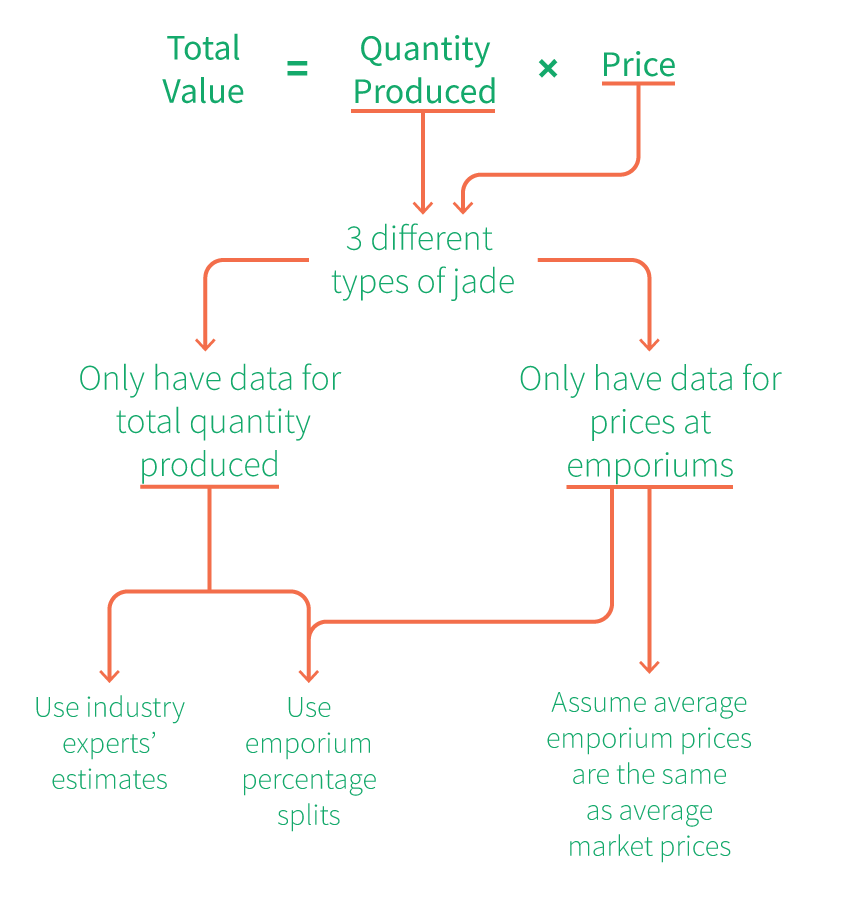 Total
Value
=
Quantity
Produced
×
Price
3 different
types of jade
Only have data for
total quantity
produced
Only have data for
prices at
emporiums
Use industry
experts’
estimates
Use
emporium
percentage
splits
Assume average
emporium prices
are the same
as average
market prices